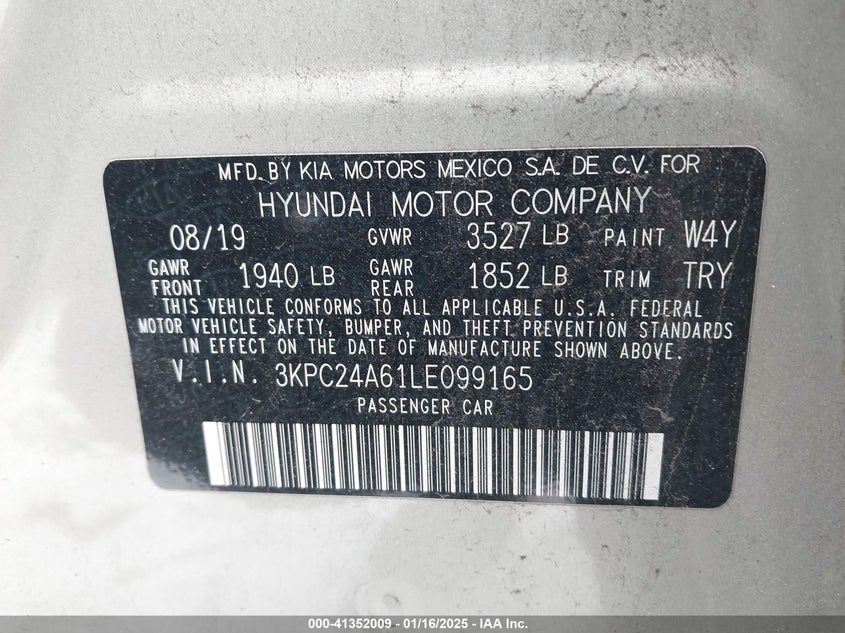 MFD. BY KIA MOTORS MEXICO S.A. DE C.V. FOR
HYUNDAI MOTOR COMPANY
08/19 GVWR 3527 LB PAINT W4Y
GAWR FRONT 1940 LB GAWR REAR 1852 LB TRIM TRY
THIS VEHICLE CONFORMS TO ALL APPLICABLE U.S.A. FEDERAL
MOTOR VEHICLE SAFETY, BUMPER, AND THEFT PREVENTION STANDARDS
IN EFFECT ON THE DATE OF MANUFACTURE SHOWN ABOVE.
V.I.N. 3KPC24A61LE099165
PASSENGER CAR
000-41352009 - 01/16/2025 - IAA Inc.